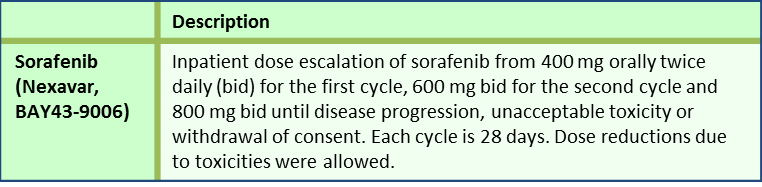 Description
Sorafenib
(Nexavar,
BAY43-9006)
Inpatient dose escalation of sorafenib from 400 mg orally twice
daily (bid) for the first cycle, 600 mg bid for the second cycle and
800 mg bid until disease progression, unacceptable toxicity or
withdrawal of consent. Each cycle is 28 days. Dose reductions due
to toxicities were allowed.